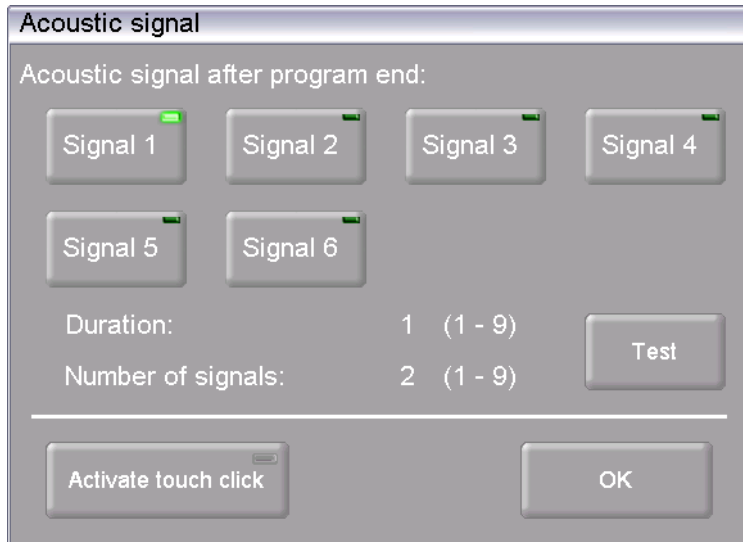 Acoustic signal
Acoustic signal after program end:
Signal 1 Signal 2 Signal 3 Signal 4
Signal 5 Signal 6
Duration: 1 (1 - 9)
Test
Number of signals: 2 (1 - 9)
Activate touch click OK